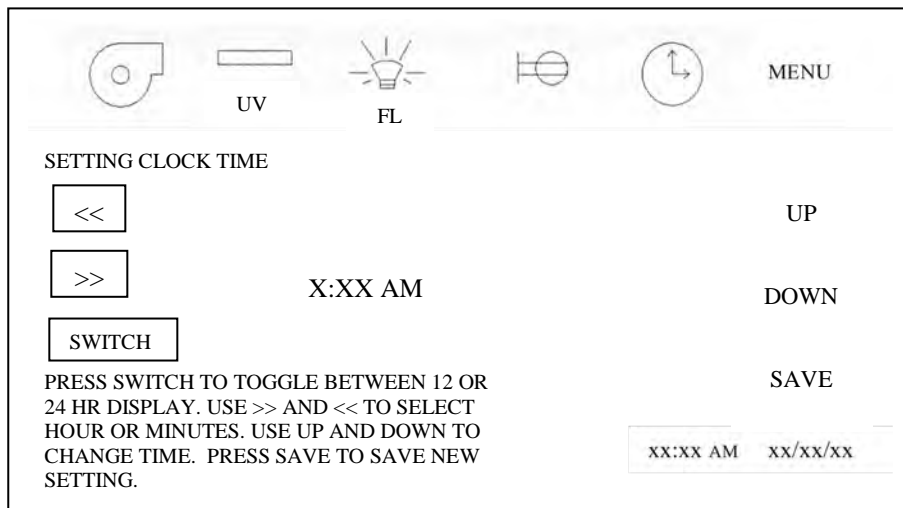 UV
FL
MENU
SETTING CLOCK TIME
<<
UP
>>
X:XX AM
DOWN
SWITCH
SAVE
PRESS SWITCH TO TOGGLE BETWEEN 12 OR
24 HR DISPLAY. USE >> AND << TO SELECT
HOUR OR MINUTES. USE UP AND DOWN TO
CHANGE TIME. PRESS SAVE TO SAVE NEW
SETTING.
xx:xx AM xx/xx/xx